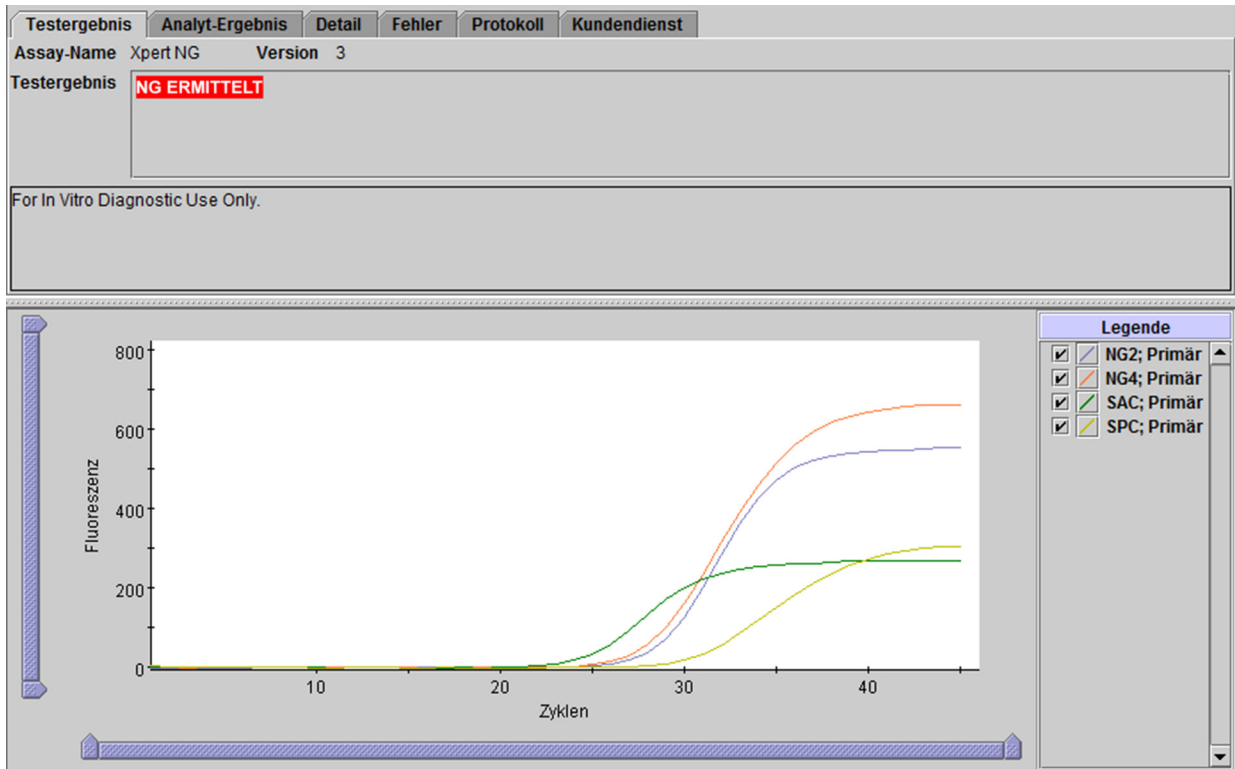 Testergebnis Analyt-Ergebnis Detail Fehler Protokoll Kundendienst
Assay-Name Xpert NG Version 3
Testergebnis NG ERMITTELT
For In Vitro Diagnostic Use Only.
Legende
NG2; Primär
NG4; Primär
SAC; Primär
SPC; Primär
800
600
400
200
0
Fluoreszenz
10 20 30 40
Zyklen